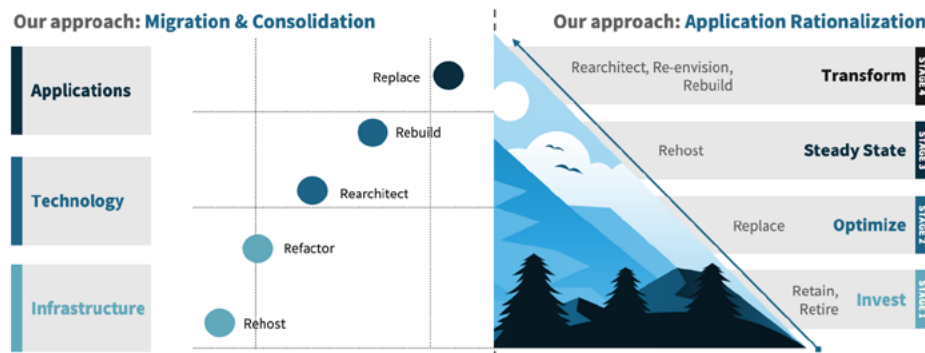 Our approach: Migration & Consolidation
Applications
Technology
Infrastructure
Replace
Rebuild
Rearchitect
Refactor
Rehost
Our approach: Application Rationalization
Rearchitect, Re-envision,
Rebuild
Transform
STAGE 4
Rehost
Steady State
STAGE 3
Replace
Optimize
STAGE 2
Retain,
Retire
Invest
STAGE 1